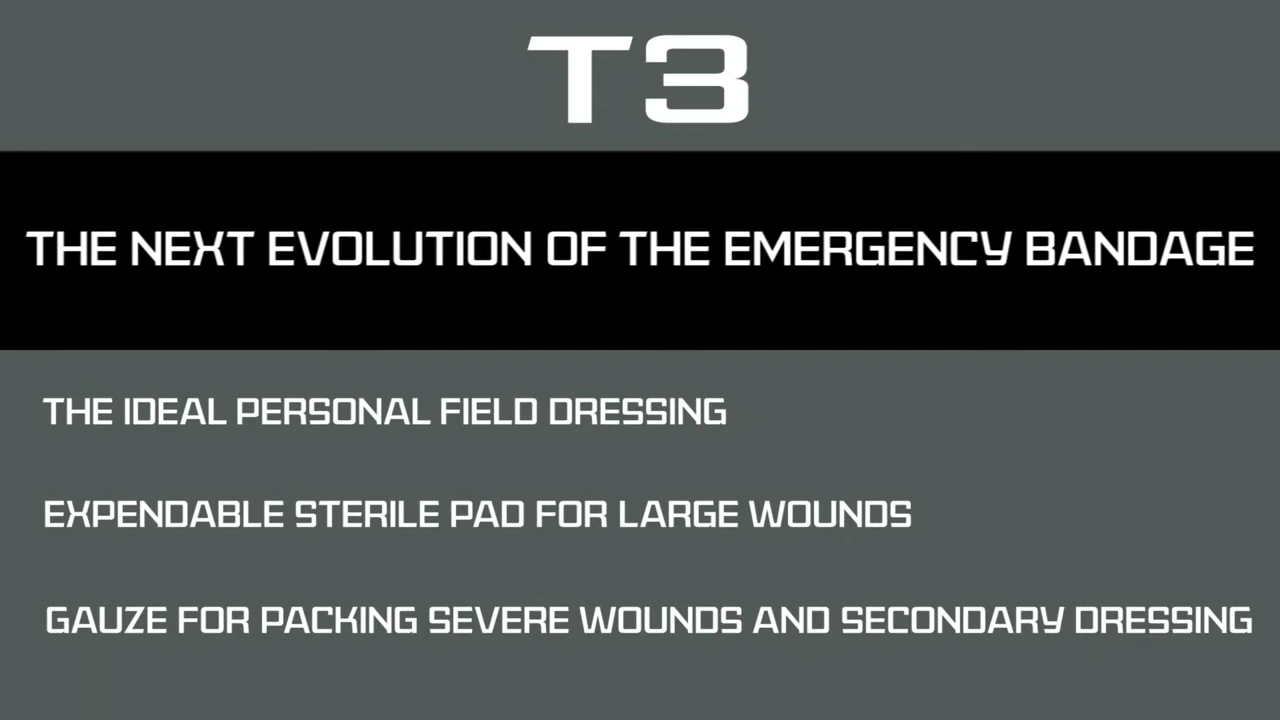 T3
THE NEXT EVOLUTION OF THE EMERGENCY BANDAGE
THE IDEAL PERSONAL FIELD DRESSING
EXPENDABLE STERILE PAD FOR LARGE WOUNDS
GAUZE FOR PACKING SEVERE WOUNDS AND SECONDARY DRESSING